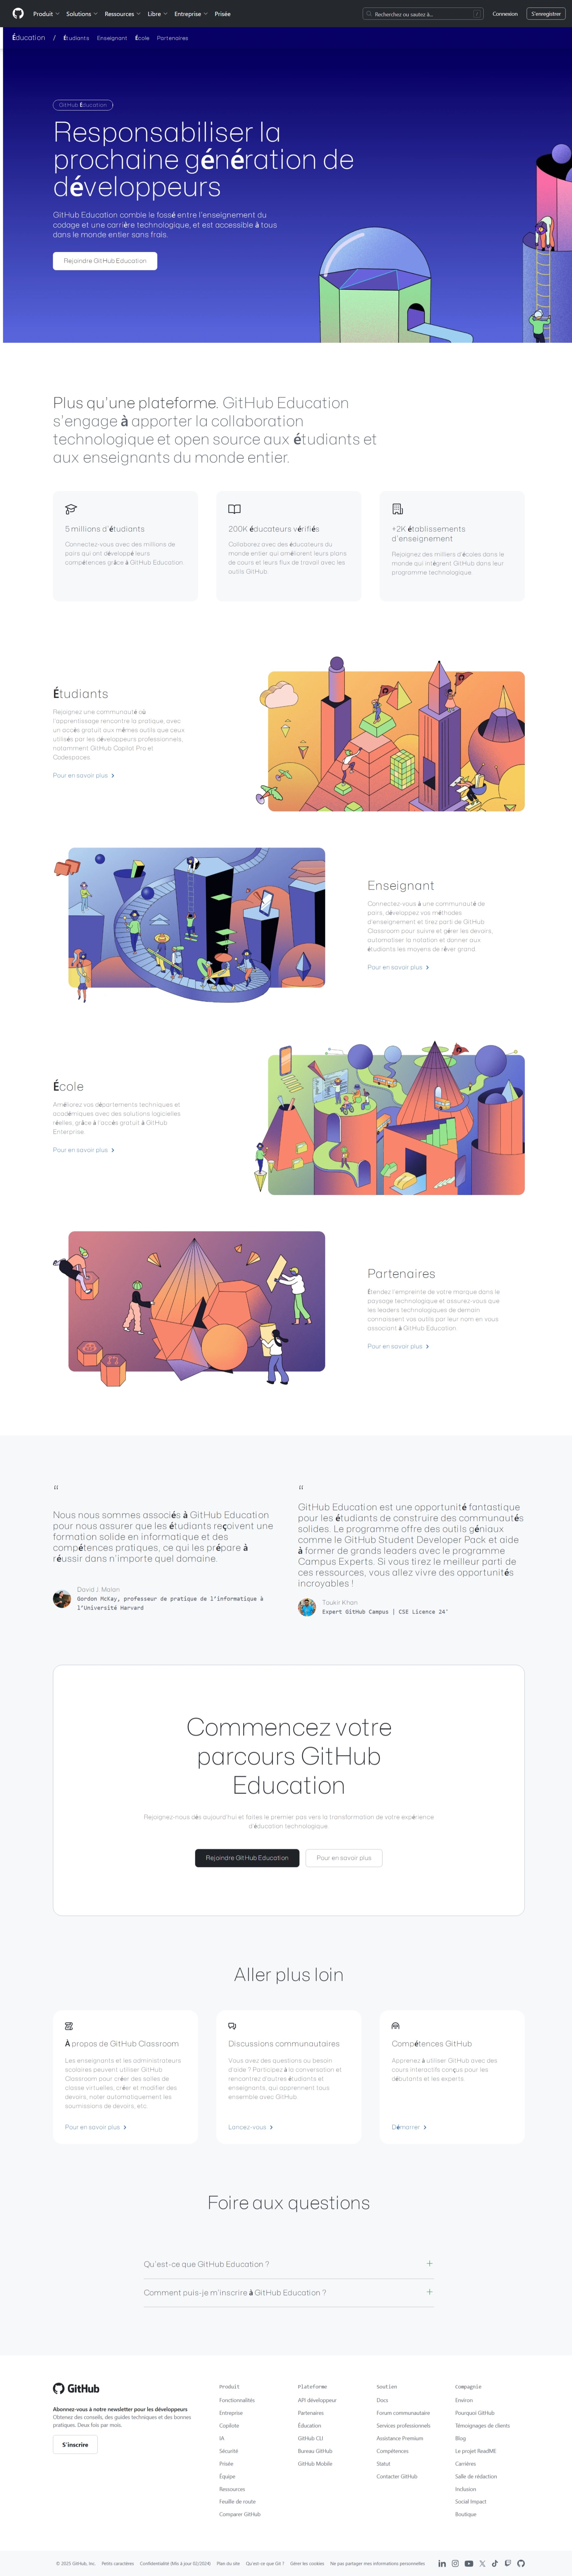 Produit
Solutions
Ressources
Libre
Entreprise
Prisée
Recherchez ou sautez à...
/
Connexion
S'enregistrer
Éducation / Étudiants Enseignant École Partenaires
GitHub Éducation
Responsabiliser la
prochaine génération de
développeurs
GitHub Education comble le fossé entre l'enseignement du
codage et une carrière technologique, et est accessible à tous
dans le monde entier sans frais.
Rejoindre GitHub Education
Plus qu'une plateforme. GitHub Education
s'engage à apporter la collaboration
technologique et open source aux étudiants et
aux enseignants du monde entier.
5 millions d'étudiants
Connectez-vous avec des millions de
pairs qui ont développé leurs
compétences grâce à GitHub Education.
200K éducateurs vérifiés
Collaborez avec des éducateurs du
monde entier qui améliorent leurs plans
de cours et leurs flux de travail avec les
outils GitHub.
+2K établissements
d'enseignement
Rejoignez des milliers d'écoles dans le
monde qui intègrent GitHub dans leur
programme technologique.
Étudiants
Rejoignez une communauté où
l'apprentissage rencontre la pratique, avec
un accès gratuit aux mêmes outils que ceux
utilisés par les développeurs professionnels,
notamment GitHub Copilot Pro et
Codespaces.
Pour en savoir plus
Enseignant
Connectez-vous à une communauté de
pairs, développez vos méthodes
d'enseignement et tirez parti de GitHub
Classroom pour suivre et gérer les devoirs,
automatiser la notation et donner aux
étudiants les moyens de rêver grand.
Pour en savoir plus
École
Améliorez vos départements techniques et
académiques avec des solutions logicielles
réelles, grâce à l'accès gratuit à GitHub
Enterprise.
Pour en savoir plus
Partenaires
Étendez l'empreinte de votre marque dans le
paysage technologique et assurez-vous que
les leaders technologiques de demain
connaissent vos outils par leur nom en vous
associant à GitHub Education.
Pour en savoir plus
“
Nous nous sommes associés à GitHub Education
pour nous assurer que les étudiants reçoivent une
formation solide en informatique et des
compétences pratiques, ce qui les prépare à
réussir dans n'importe quel domaine.
David J. Malan
Gordon McKay, professeur de pratique de l'informatique à
l'Université Harvard
“
GitHub Education est une opportunité fantastique
pour les étudiants de construire des communautés
solides. Le programme offre des outils géniaux
comme le GitHub Student Developer Pack et aide
à former de grands leaders avec le programme
Campus Experts. Si vous tirez le meilleur parti de
ces ressources, vous allez vivre des opportunités
incroyables !
Taukir Khan
Expert GitHub Campus | CSE Licence 24'
Commencez votre
parcours GitHub
Education
Rejoignez-nous dès aujourd'hui et faites le premier pas vers la transformation de votre expérience
d'éducation technologique.
Rejoindre GitHub Education
Pour en savoir plus
Aller plus loin
À propos de GitHub Classroom
Les enseignants et les administrateurs
scolaires peuvent utiliser GitHub
Classroom pour créer des salles de
classe virtuelles, créer et modifier des
devoirs, noter automatiquement les
soumissions de devoirs, etc.
Pour en savoir plus
Discussions communautaires
Vous avez des questions ou besoin
d'aide ? Participez à la conversation et
rencontrez d'autres étudiants et
enseignants, qui apprennent tous
ensemble avec GitHub.
Lancez-vous
Compétences GitHub
Apprenez à utiliser GitHub avec des
cours interactifs conçus pour les
débutants et les experts
Démarrer
Foire aux questions
Qu'est-ce que GitHub Education ?
Comment puis-je m'inscrire à GitHub Education ?
GitHub
Abonnez-vous à notre newsletter pour les développeurs
Obtenez des conseils, des guides techniques et des bonnes
pratiques. Deux fois par mois.
S'inscrire
Produit
Fonctionnalités
Entreprise
Copilote
IA
Sécurité
Prisée
Équipe
Ressources
Feuille de route
Comparer GitHub
Plateforme
API développeur
Partenaires
Éducation
GitHub CLI
Bureau GitHub
GitHub Mobile
Soutien
Docs
Forum communautaire
Services professionnels
Assistance Premium
Compétences
Statut
Contacter GitHub
Compagnie
Environ
Pourquoi GitHub
Témoignages de clients
Blog
Le projet ReadME
Carrières
Salle de rédaction
Inclusion
Social Impact
Boutique
© 2025 GitHub, Inc. Petits caractères Confidentialité (Mis à jour 02/2024) Plan du site Qu'est-ce que Git ? Gérer les cookies Ne pas partager mes informations personnelles